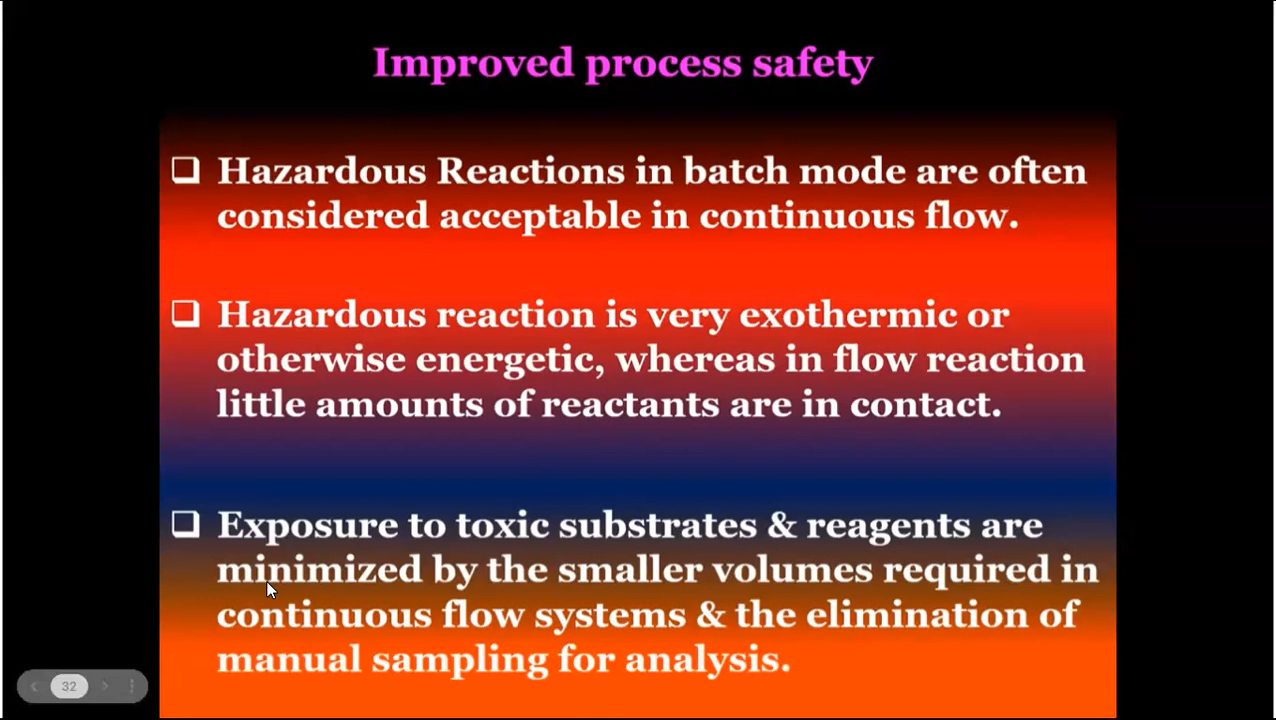 Improved process safety
❑ Hazardous Reactions in batch mode are often
considered acceptable in continuous flow.
❑ Hazardous reaction is very exothermic or
otherwise energetic, whereas in flow reaction
little amounts of reactants are in contact.
❑ Exposure to toxic substrates & reagents are
minimized by the smaller volumes required in
continuous flow systems & the elimination of
manual sampling for analysis.
32